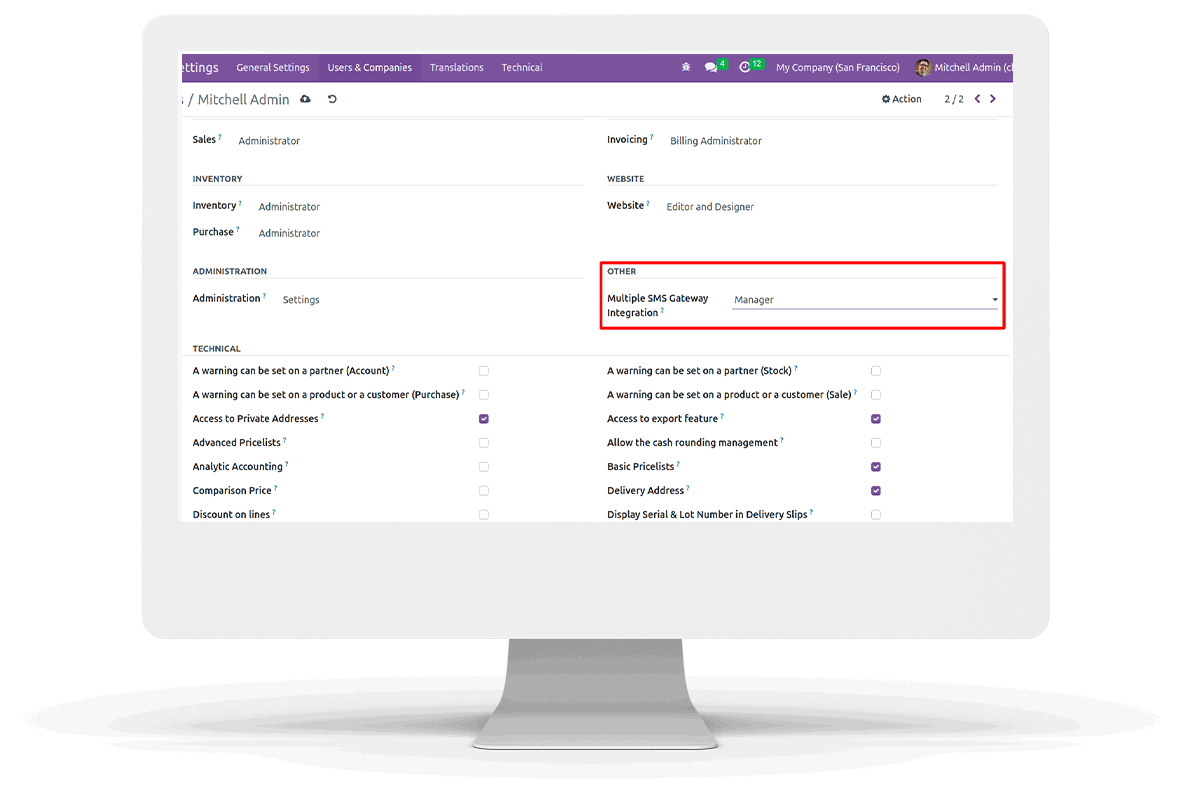 ettings General Settings Users & Companies Translations Technical 4 12 My Company (San Francisco) Mitchell Admin (cl
/ Mitchell Admin Action 2 / 2
Sales ? Administrator Invoicing ? Billing Administrator
INVENTORY WEBSITE
Inventory ? Administrator Website ? Editor and Designer
Purchase ? Administrator
ADMINISTRATION OTHER
Administration ? Settings Multiple SMS Gateway Manager
Integration ?
TECHNICAL
A warning can be set on a partner (Account) ? A warning can be set on a partner (Stock) ?
A warning can be set on a product or a customer (Purchase) ? A warning can be set on a product or a customer (Sale) ?
Access to Private Addresses ? Access to export feature ?
Advanced Pricelists ? Allow the cash rounding management ?
Analytic Accounting ? Basic Pricelists ?
Comparison Price ? Delivery Address ?
Discount on lines ? Display Serial & Lot Number in Delivery Slips ?